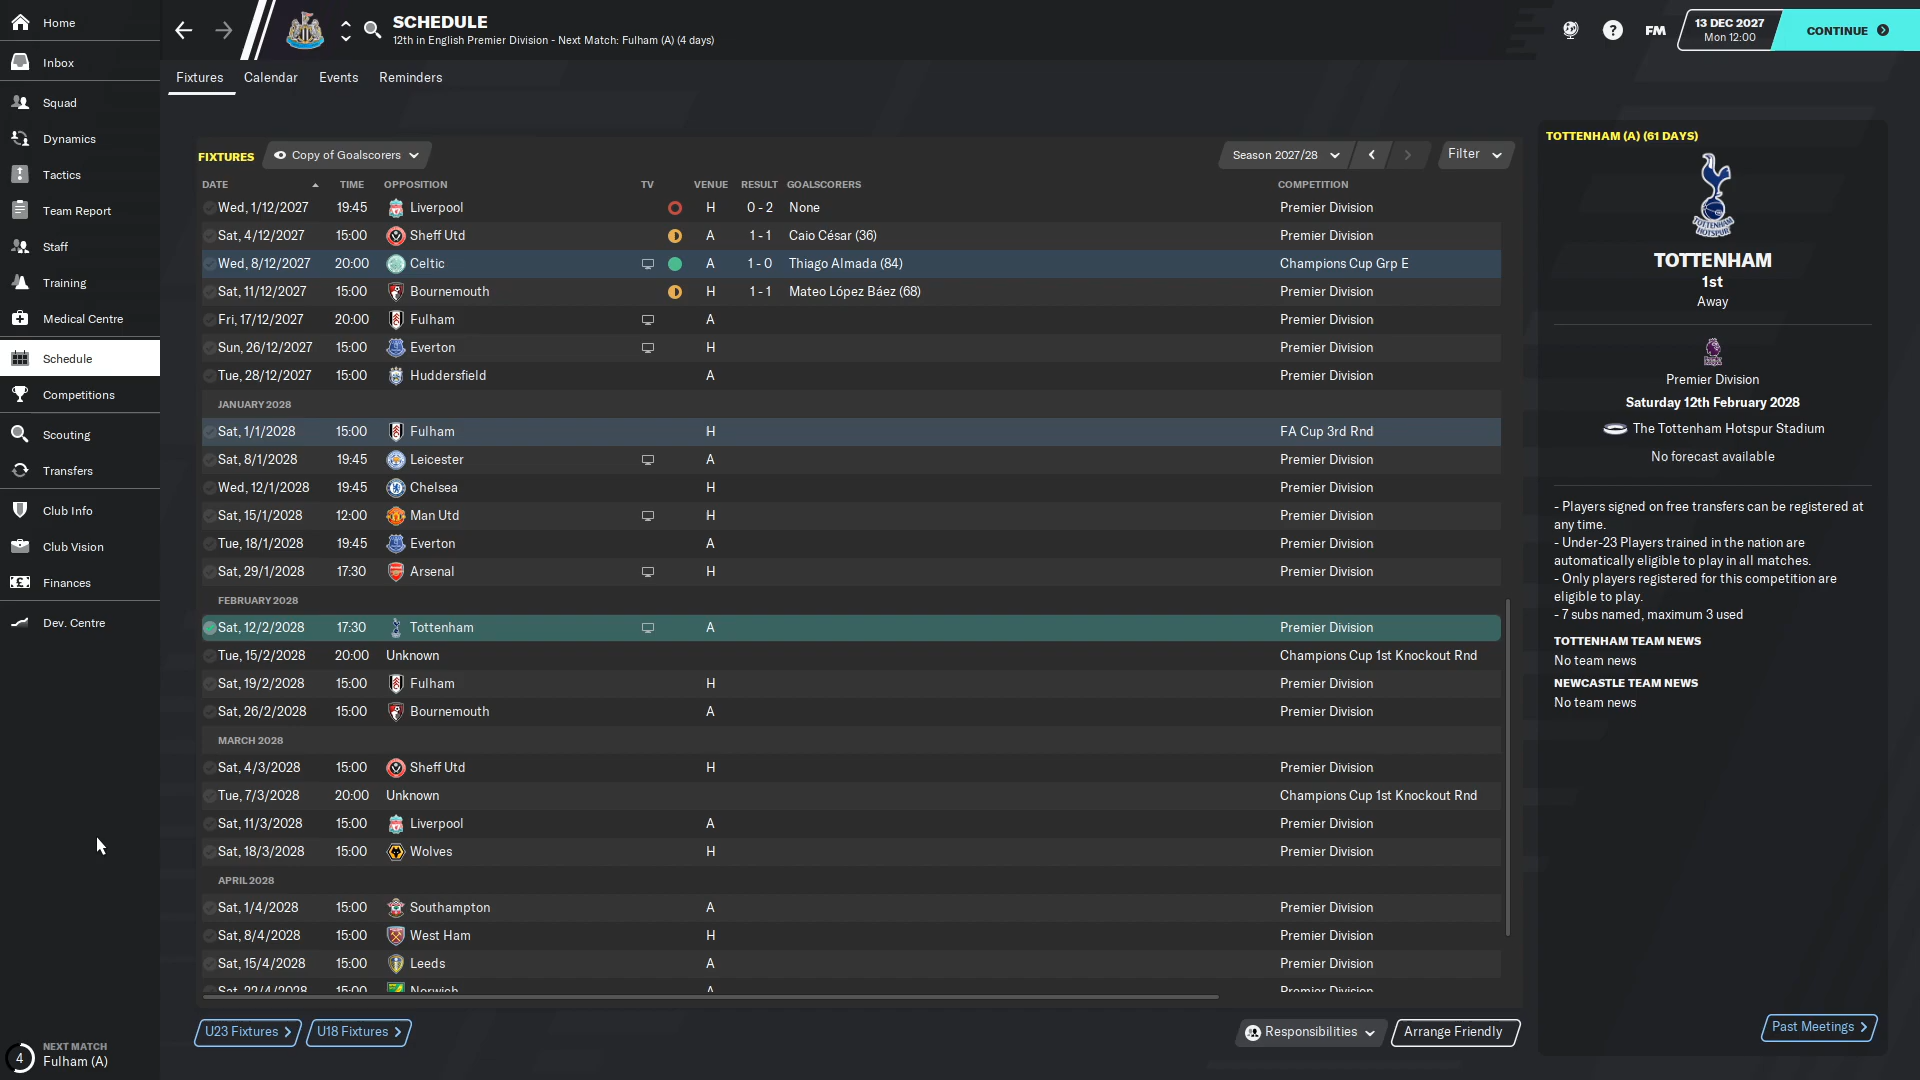 Home
Inbox
Squad
Dynamics
Tactics
Team Report
Staff
Training
Medical Centre
Schedule
Competitions
Scouting
Transfers
Club Info
Club Vision
Finances
Dev. Centre
4 NEXT MATCH
Fulham (A)
SCHEDULE
12th in English Premier Division - Next Match: Fulham (A) (4 days)
FM
13 DEC 2027
Mon 12:00
CONTINUE
Fixtures Calendar Events Reminders
FIXTURES Copy of Goalscorers Season 2027/28 Filter
DATE TIME OPPOSITION TV VENUE RESULT GOALSCORERS COMPETITION
Wed, 1/12/2027 19:45 Liverpool H 0 - 2 None Premier Division
Sat, 4/12/2027 15:00 Sheff Utd A 1 - 1 Caio César (36) Premier Division
Wed, 8/12/2027 20:00 Celtic A 1 - 0 Thiago Almada (84) Champions Cup Grp E
Sat, 11/12/2027 15:00 Bournemouth H 1 - 1 Mateo López Báez (68) Premier Division
Fri, 17/12/2027 20:00 Fulham A Premier Division
Sun, 26/12/2027 15:00 Everton H Premier Division
Tue, 28/12/2027 15:00 Huddersfield A Premier Division
JANUARY 2028
Sat, 1/1/2028 15:00 Fulham H FA Cup 3rd Rnd
Sat, 8/1/2028 19:45 Leicester A Premier Division
Wed, 12/1/2028 19:45 Chelsea H Premier Division
Sat, 15/1/2028 12:00 Man Utd H Premier Division
Tue, 18/1/2028 19:45 Everton A Premier Division
Sat, 29/1/2028 17:30 Arsenal H Premier Division
FEBRUARY 2028
Sat, 12/2/2028 17:30 Tottenham A Premier Division
Tue, 15/2/2028 20:00 Unknown Champions Cup 1st Knockout Rnd
Sat, 19/2/2028 15:00 Fulham H Premier Division
Sat, 26/2/2028 15:00 Bournemouth A Premier Division
MARCH 2028
Sat, 4/3/2028 15:00 Sheff Utd H Premier Division
Tue, 7/3/2028 20:00 Unknown Champions Cup 1st Knockout Rnd
Sat, 11/3/2028 15:00 Liverpool A Premier Division
Sat, 18/3/2028 15:00 Wolves H Premier Division
APRIL 2028
Sat, 1/4/2028 15:00 Southampton A Premier Division
Sat, 8/4/2028 15:00 West Ham H Premier Division
Sat, 15/4/2028 15:00 Leeds A Premier Division
Sat, 22/4/2028 15:00 Norwich A Premier Division
U23 Fixtures U18 Fixtures Responsibilities Arrange Friendly
TOTTENHAM (A) (61 DAYS)
TOTTENHAM HOTSPUR
TOTTENHAM
1st
Away
Premier Division
Saturday 12th February 2028
The Tottenham Hotspur Stadium
No forecast available
- Players signed on free transfers can be registered at
any time.
- Under-23 Players trained in the nation are
automatically eligible to play in all matches.
- Only players registered for this competition are
eligible to play.
- 7 subs named, maximum 3 used
TOTTENHAM TEAM NEWS
No team news
NEWCASTLE TEAM NEWS
No team news
Past Meetings